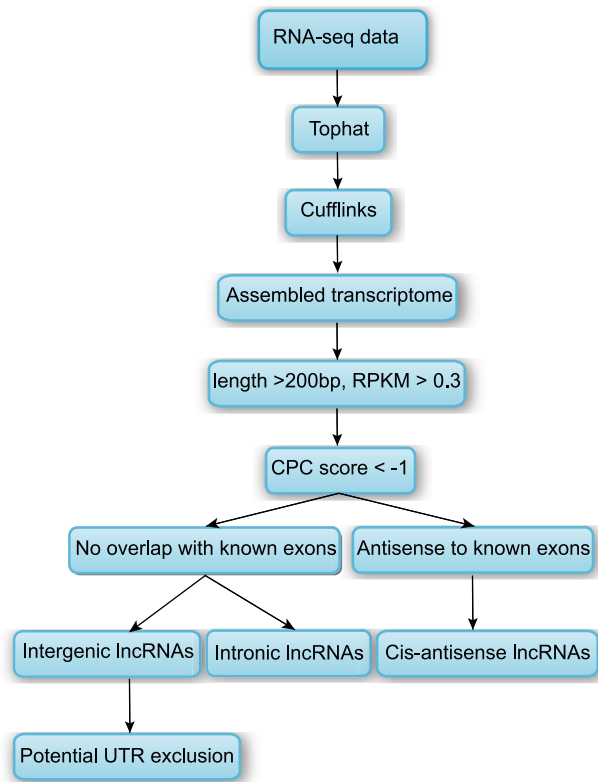 RNA-seq data
Tophat
Cufflinks
Assembled transcriptome
length >200bp, RPKM > 0.3
CPC score < -1
No overlap with known exons
Antisense to known exons
Intergenic lncRNAs
Intronic lncRNAs
Cis-antisense lncRNAs
Potential UTR exclusion